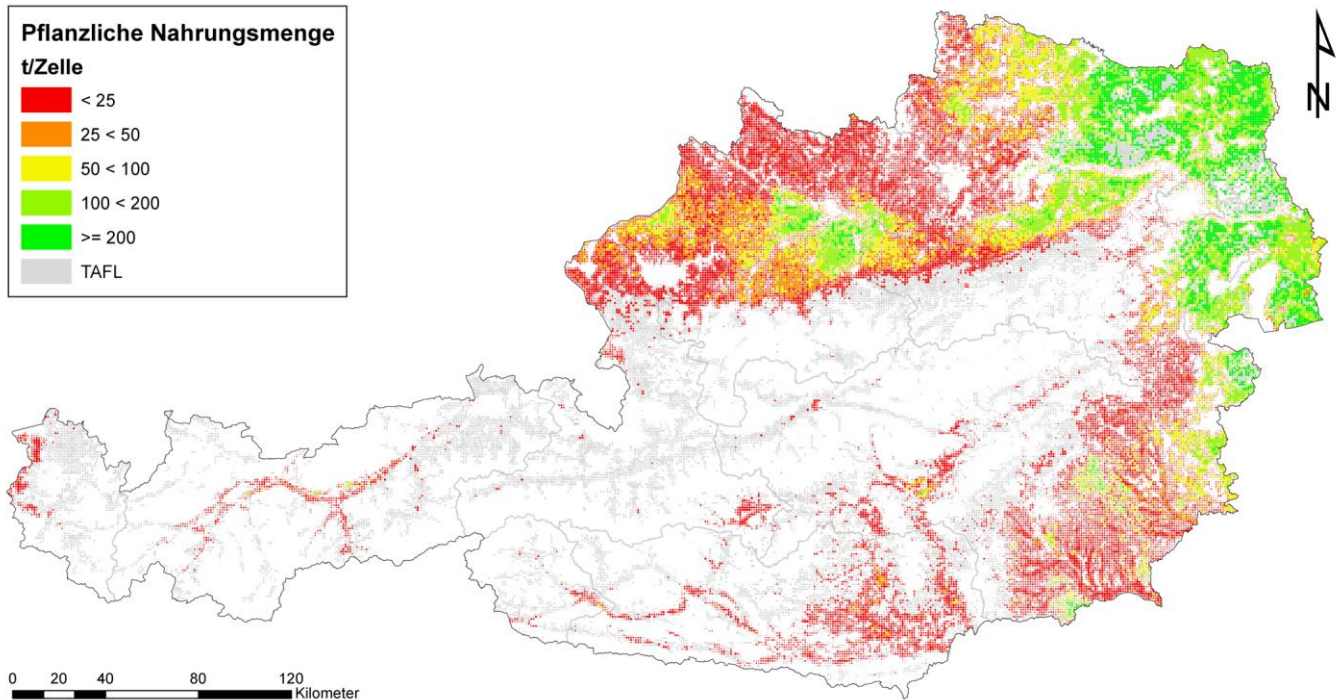 Pflanzliche Nahrungsmenge
t/Zelle
< 25
25 < 50
50 < 100
100 < 200
>= 200
TAFL
N
0 20 40 80 120
Kilometer